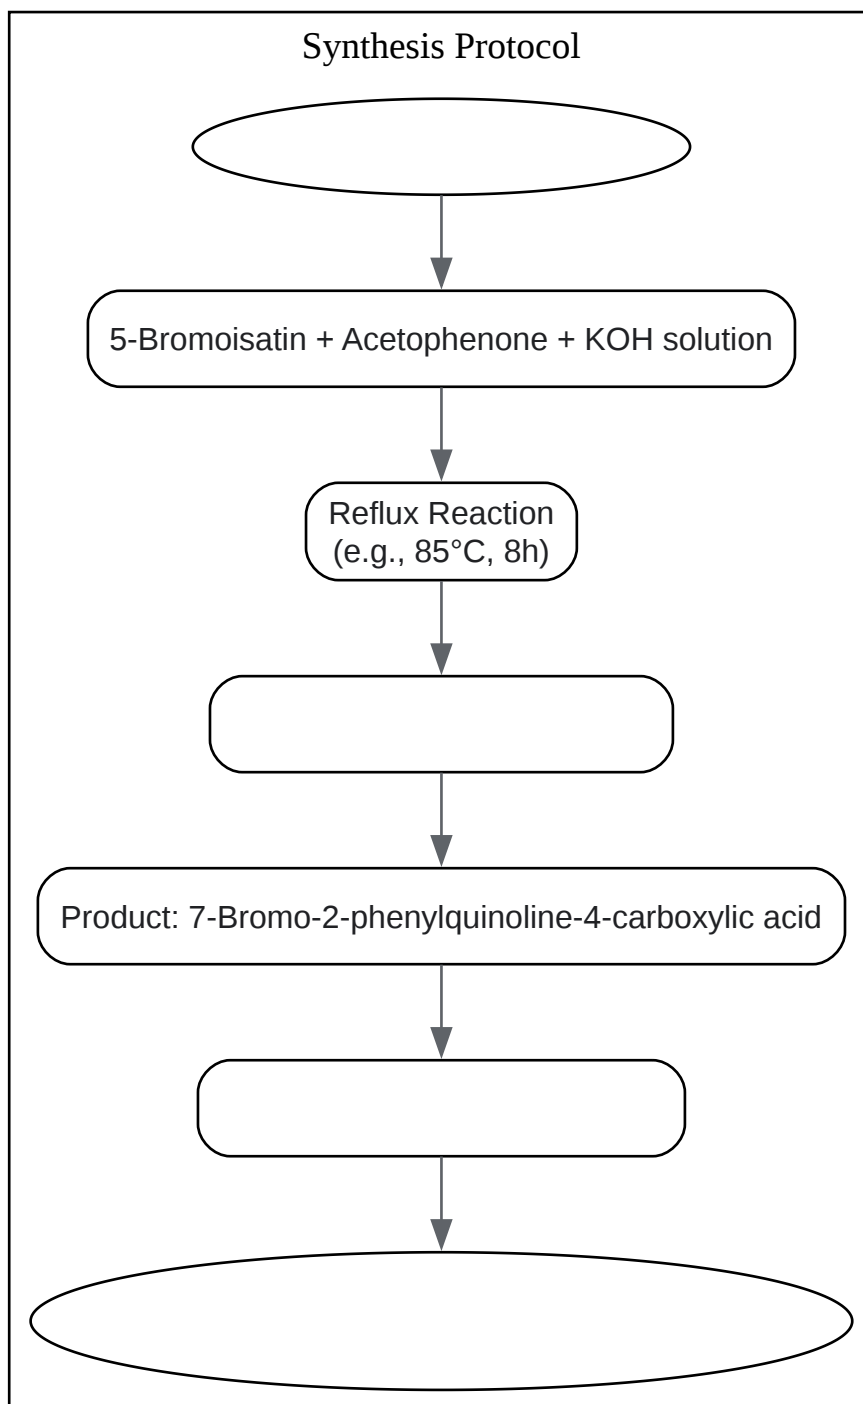 Synthesis Protocol
5-Bromoisatin + Acetophenone + KOH solution
Reflux Reaction
(e.g., 85°C, 8h)
Product: 7-Bromo-2-phenylquinoline-4-carboxylic acid